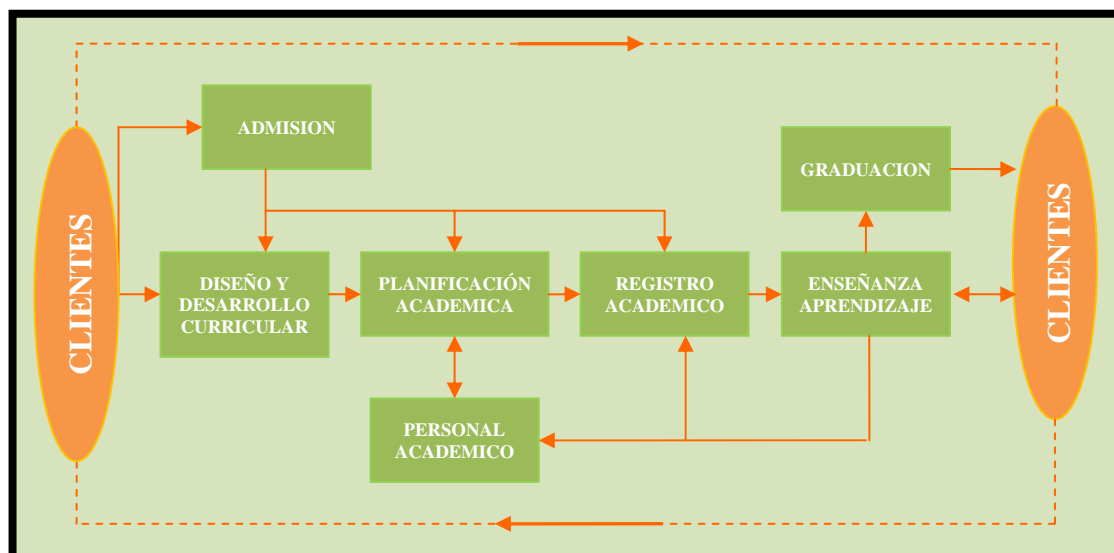 CLIENTES
ADMISION
GRADUACION
CLIENTES
DISEÑO Y
DESARROLLO
CURRICULAR
PLANIFICACIÓN
ACADEMICA
REGISTRO
ACADEMICO
ENSEÑANZA
APRENDIZAJE
PERSONAL
ACADEMICO